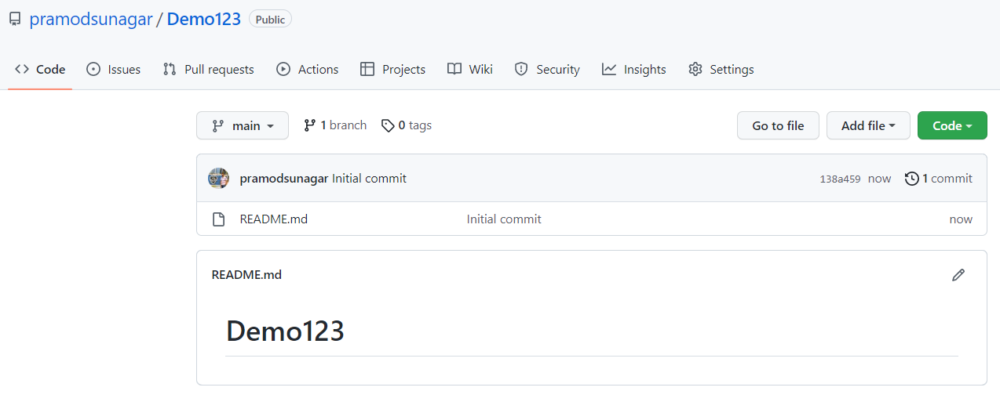 pramodsunagar / Demo123 Public
Code Issues Pull requests Actions Projects Wiki Security Insights Settings
main 1 branch 0 tags Go to file Add file Code
pramodsunagar Initial commit 138a459 now 1 commit
README.md Initial commit now
README.md
Demo123